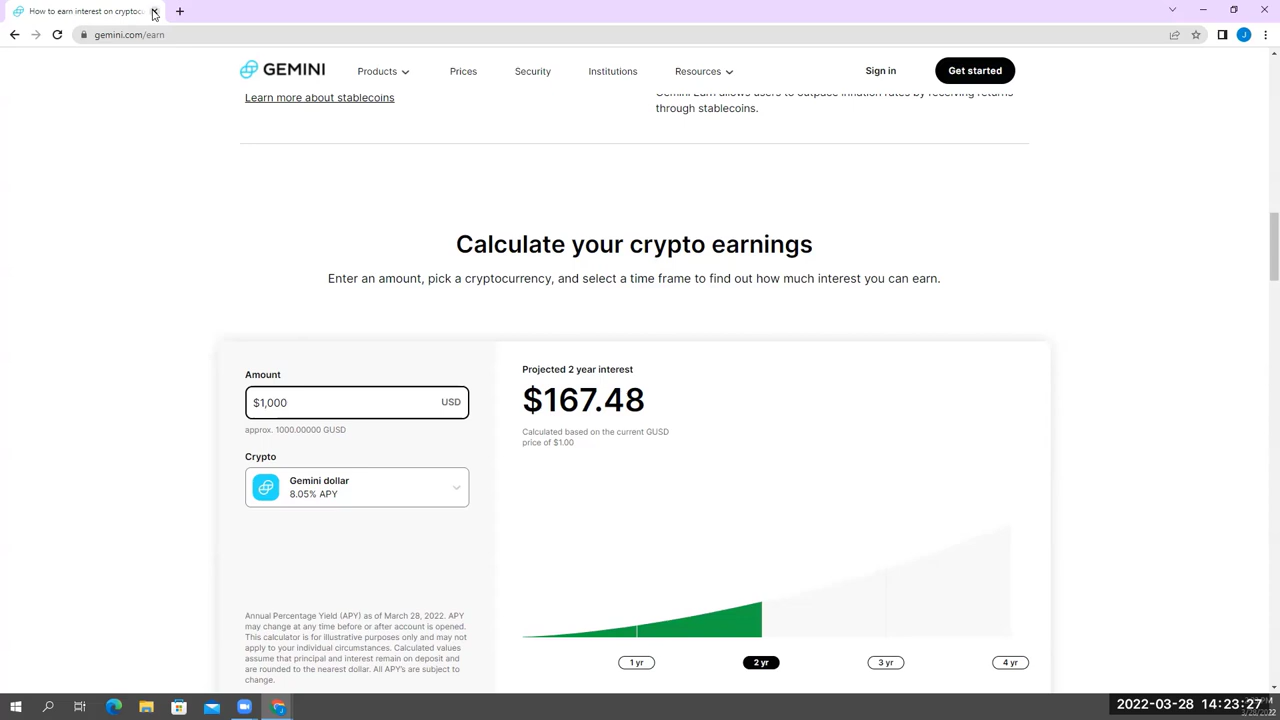 How to earn interest on cryptocu
gemini.com/earn
J
GEMINI
Products
Prices
Security
Institutions
Resources
Sign in
Get started
Learn more about stablecoins
Gemini Earn allows users to outpace inflation rates by receiving returns
through stablecoins.
Calculate your crypto earnings
Enter an amount, pick a cryptocurrency, and select a time frame to find out how much interest you can earn.
Amount
$1,000 USD
approx. 1000.00000 GUSD
Crypto
Gemini dollar
8.05% APY
Annual Percentage Yield (APY) as of March 28, 2022. APY
may change at any time before or after account is opened.
This calculator is for illustrative purposes only and may not
apply to your individual circumstances. Calculated values
assume that principal and interest remain on deposit and
are rounded to the nearest dollar. All APY's are subject to
change.
Projected 2 year interest
$167.48
Calculated based on the current GUSD
price of $1.00
1 yr
2 yr
3 yr
4 yr
2022-03-28 14:23:27